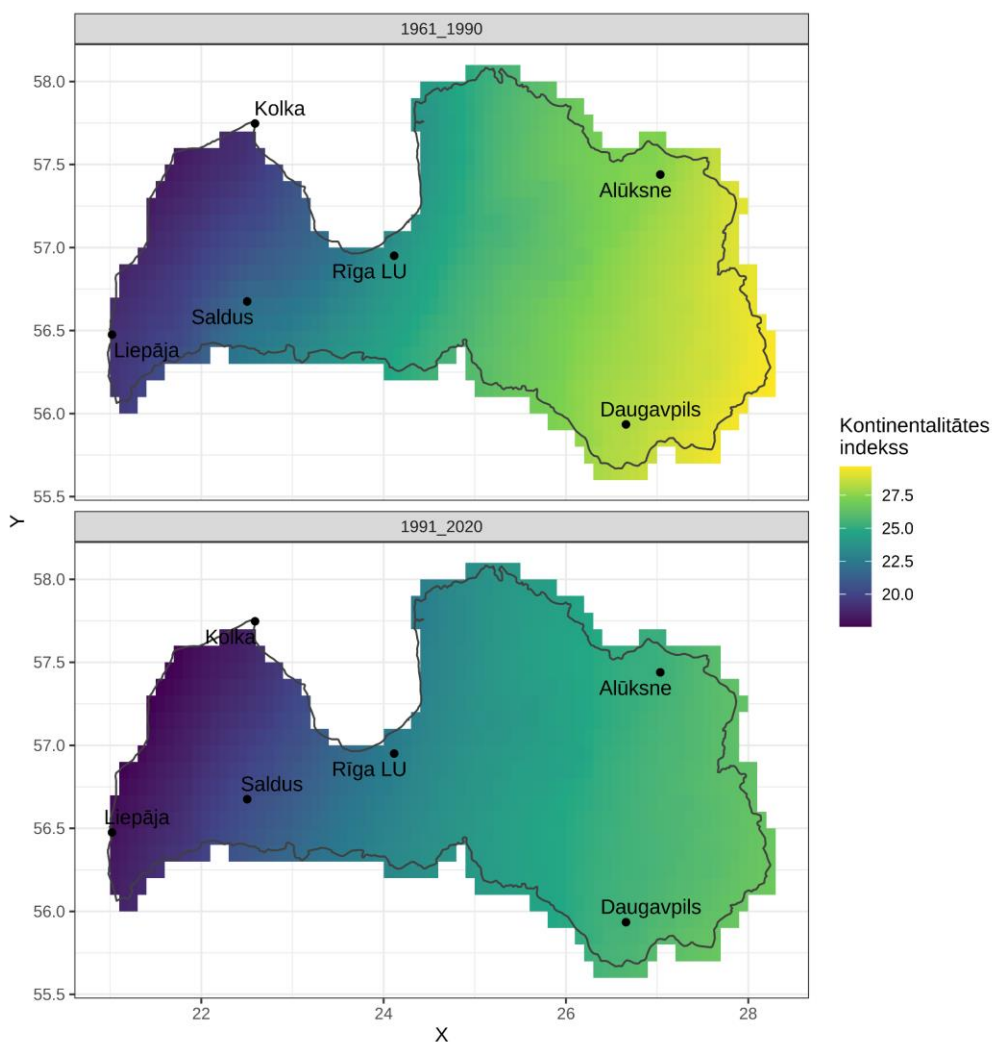 1961_1990
58.0
Kolka
57.5
Alūksne
57.0
Rīga LU
Saldus
56.5
Liepāja
56.0
Daugavpils
55.5
Kontinentalitātes
indekss
27.5
25.0
22.5
20.0
Y
1991_2020
58.0
Kolka
57.5
Alūksne
57.0
Rīga LU
Saldus
Liepāja
56.5
Daugavpils
56.0
55.5
22
24
26
28
X